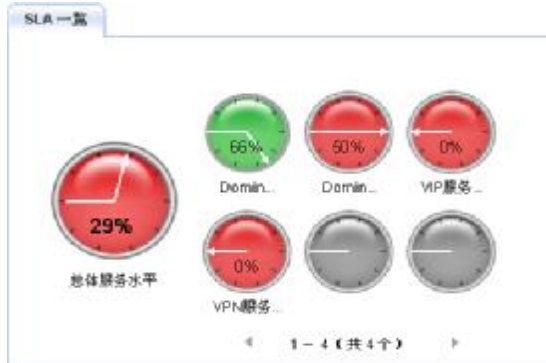 SLA 一覧
66%
50%
0%
Domin...
Domin...
VIP服务...
29%
总体服务水平
0%
VPN服务...
1 - 4 (共 4 个)